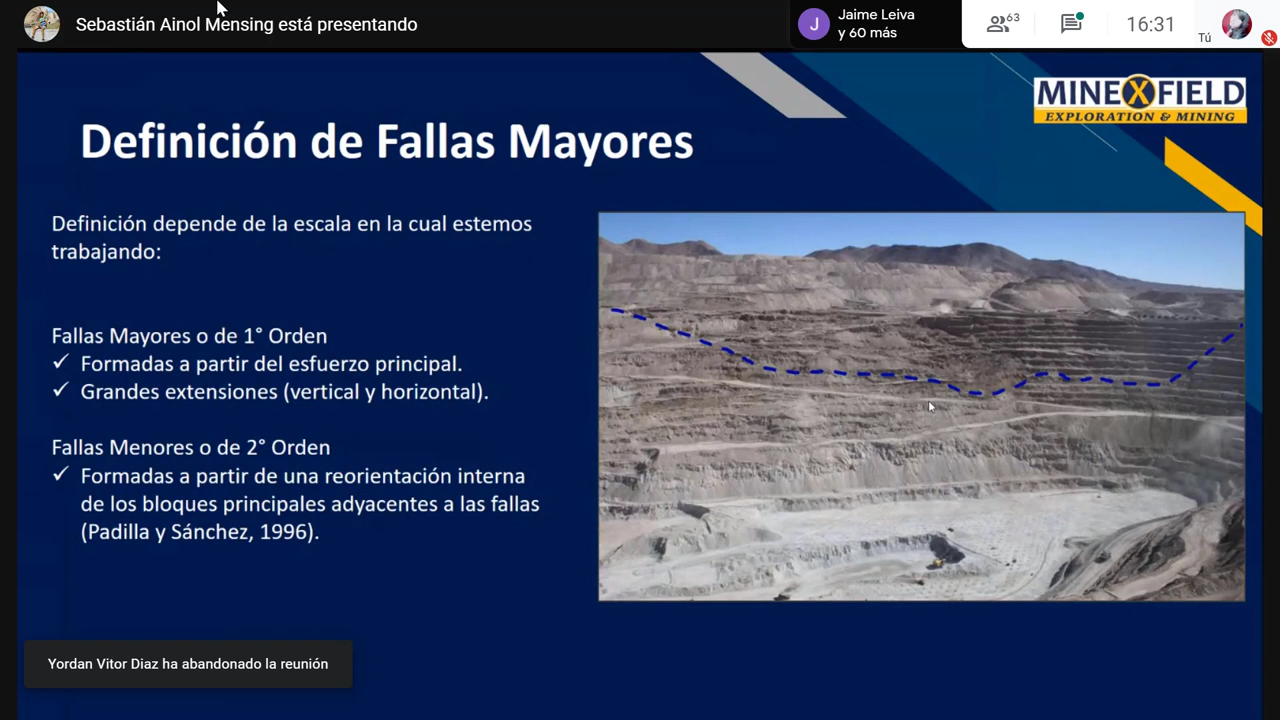 Sebastián Ainol Mensing está presentando
J
Jaime Leiva
y 60 más
63
16:31
Tú
MINEXFIELD
EXPLORATION & MINING
Definición de Fallas Mayores
Definición depende de la escala en la cual estemos
trabajando:
Fallas Mayores o de 1° Orden
✓ Formadas a partir del esfuerzo principal.
✓ Grandes extensiones (vertical y horizontal).
Fallas Menores o de 2° Orden
✓ Formadas a partir de una reorientación interna
de los bloques principales adyacentes a las fallas
(Padilla y Sánchez, 1996).
Yordan Vitor Diaz ha abandonado la reunión